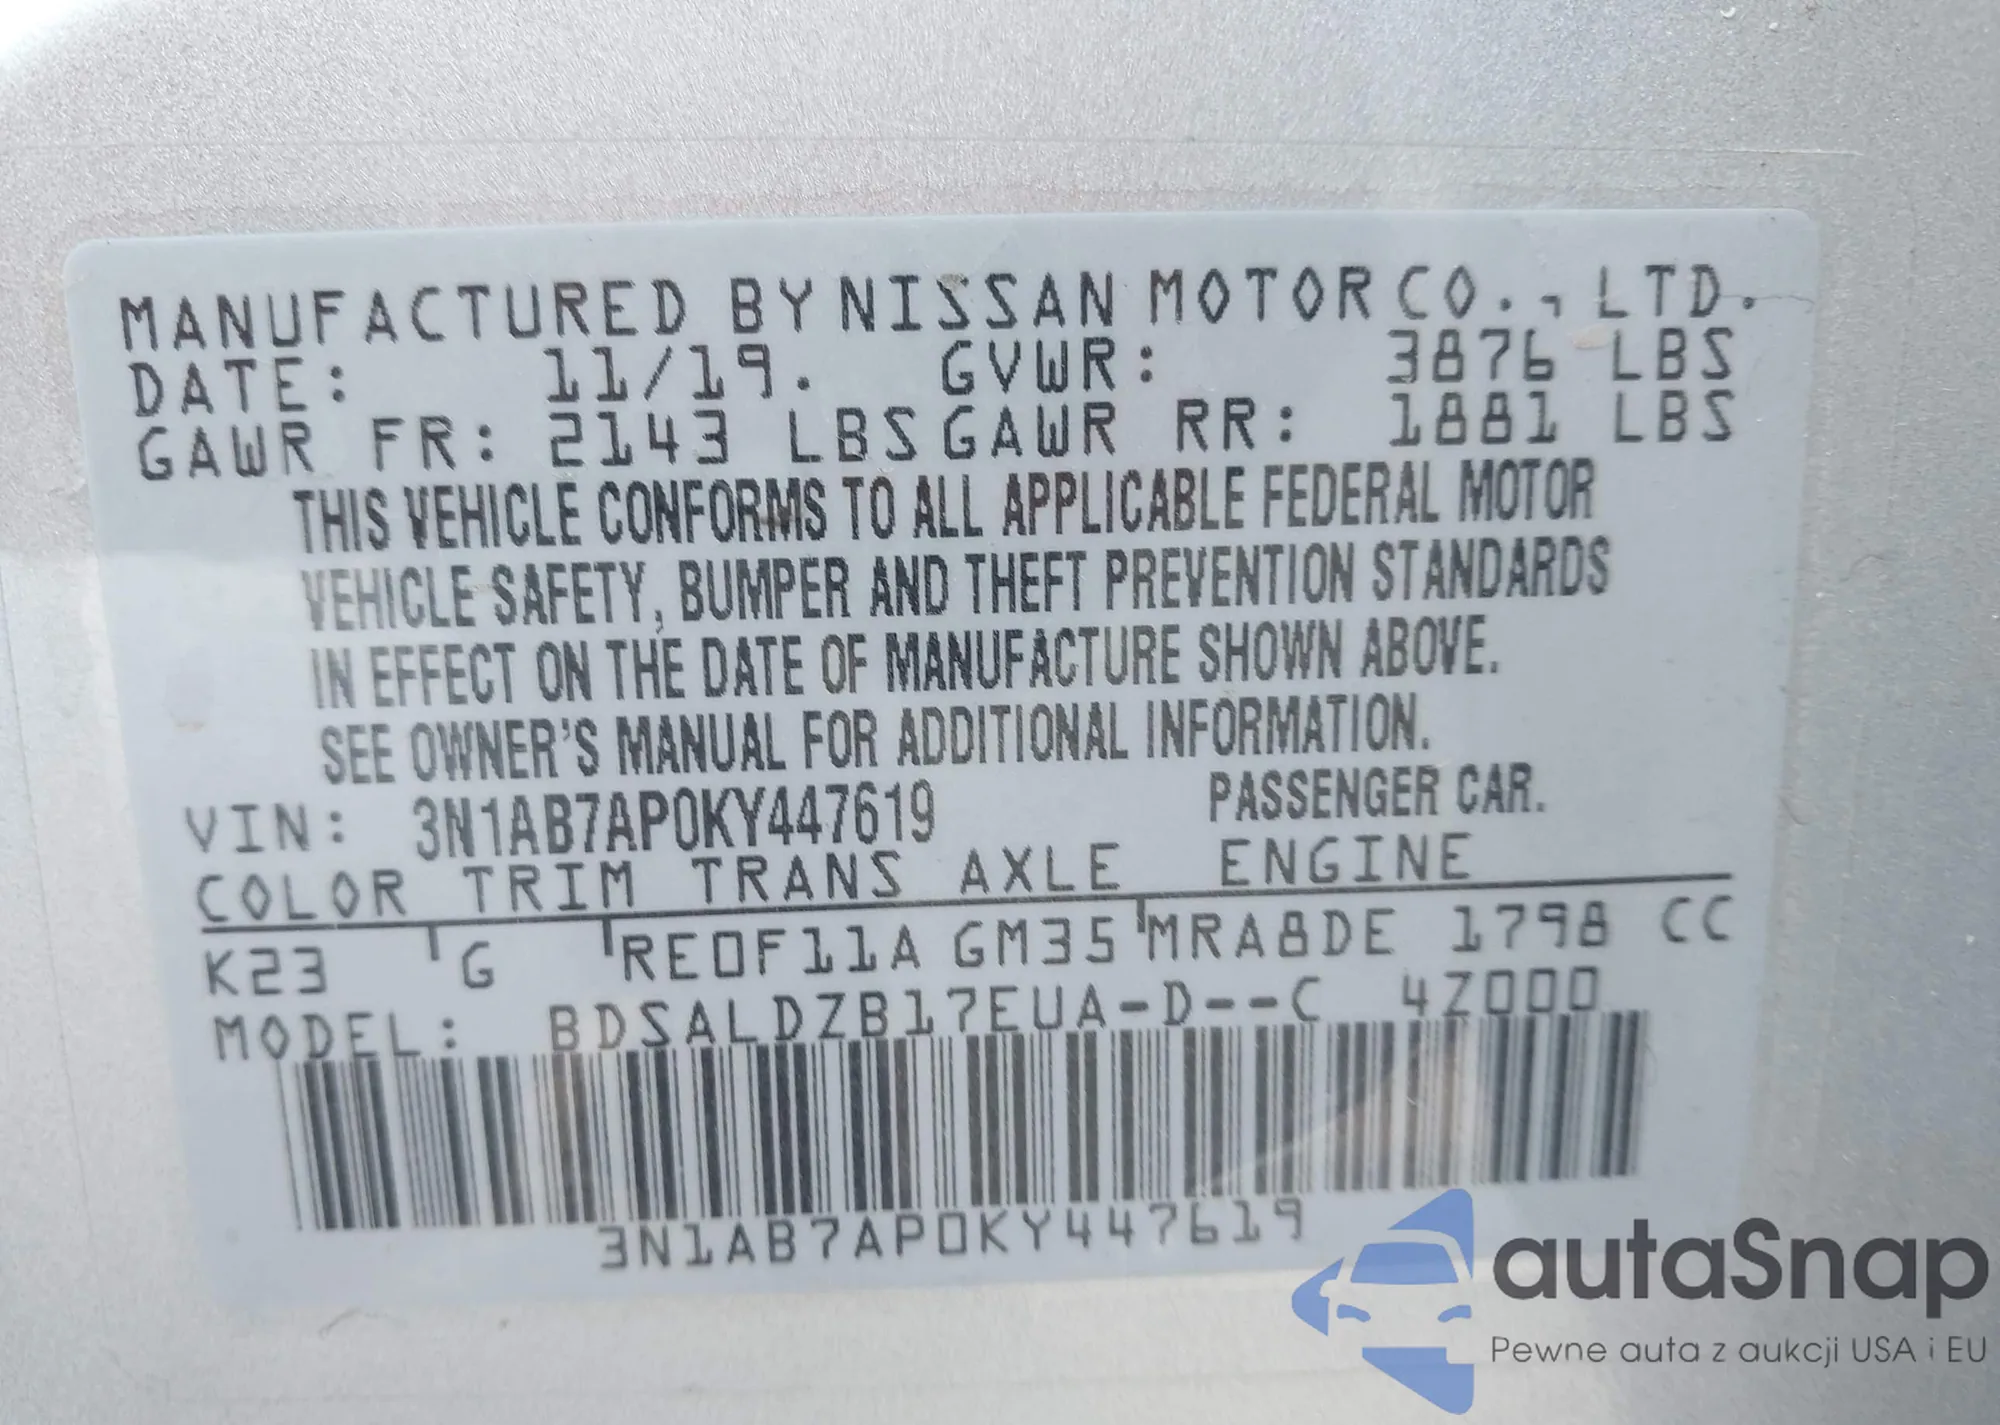 MANUFACTURED BY NISSAN MOTOR CO., LTD.
DATE: 11/19. GVWR: 3876 LBS
GAWR FR: 2143 LBS GAWR RR: 1881 LBS
THIS VEHICLE CONFORMS TO ALL APPLICABLE FEDERAL MOTOR
VEHICLE SAFETY, BUMPER AND THEFT PREVENTION STANDARDS
IN EFFECT ON THE DATE OF MANUFACTURE SHOWN ABOVE.
SEE OWNER'S MANUAL FOR ADDITIONAL INFORMATION.
VIN: 3N1AB7AP0KY447619 PASSENGER CAR.
COLOR TRIM TRANS AXLE ENGINE
K23 G RE0F11A GM35 MRA8DE 1798 CC
MODEL: BDSALDZB17EUA-D--C 4Z000
3N1AB7AP0KY447619
autaSnap
Pewne auta z aukcji USA i EU